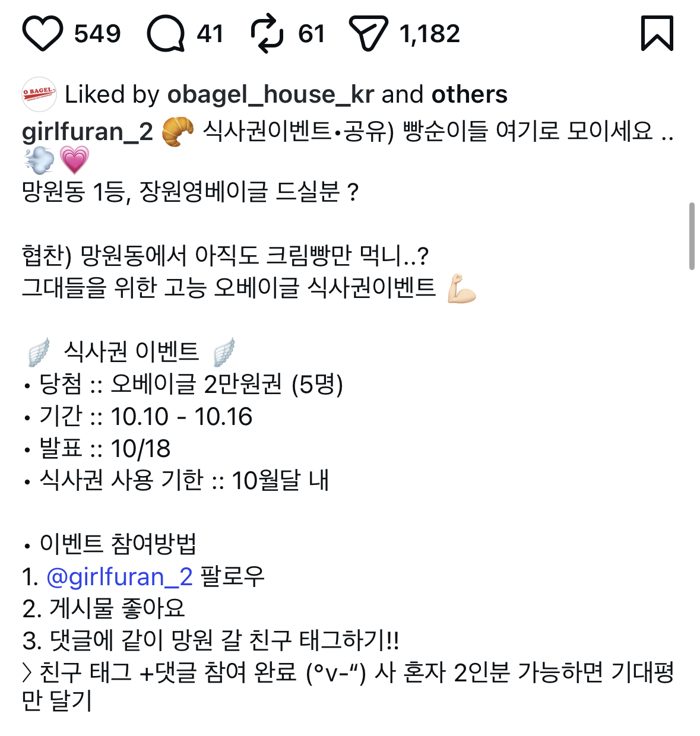 549 41 61 1,182
O BAGEL.
Liked by obagel_house_kr and others
girlfuran_2 🥐 식사권이벤트•공유) 빵순이들 여기로 모이세요 ..
💨💗
망원동 1등, 장원영베이글 드실분 ?
협찬) 망원동에서 아직도 크림빵만 먹니..?
그대들을 위한 고능 오베이글 식사권이벤트 💪🏻
🪽 식사권 이벤트 🪽
• 당첨 :: 오베이글 2만원권 (5명)
• 기간 :: 10.10 - 10.16
• 발표 :: 10/18
• 식사권 사용 기한 :: 10월달 내
• 이벤트 참여방법
1. @girlfuran_2 팔로우
2. 게시물 좋아요
3. 댓글에 같이 망원 갈 친구 태그하기!!
〉친구 태그 +댓글 참여 완료 (°v-“) 사 혼자 2인분 가능하면 기대평
만 달기